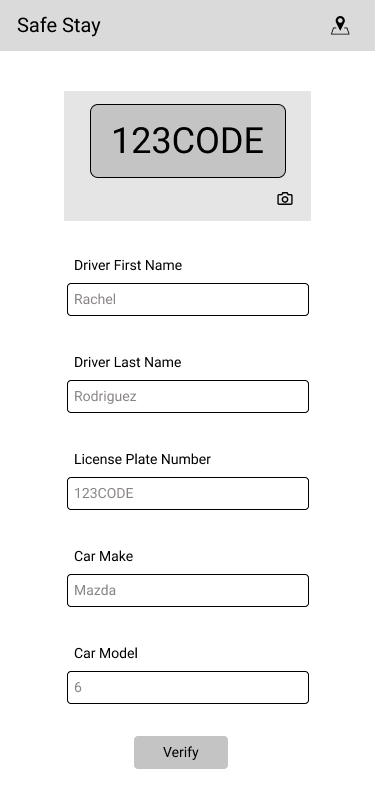 Safe Stay
123CODE
Driver First Name
Rachel
Driver Last Name
Rodriguez
License Plate Number
123CODE
Car Make
Mazda
Car Model
6
Verify